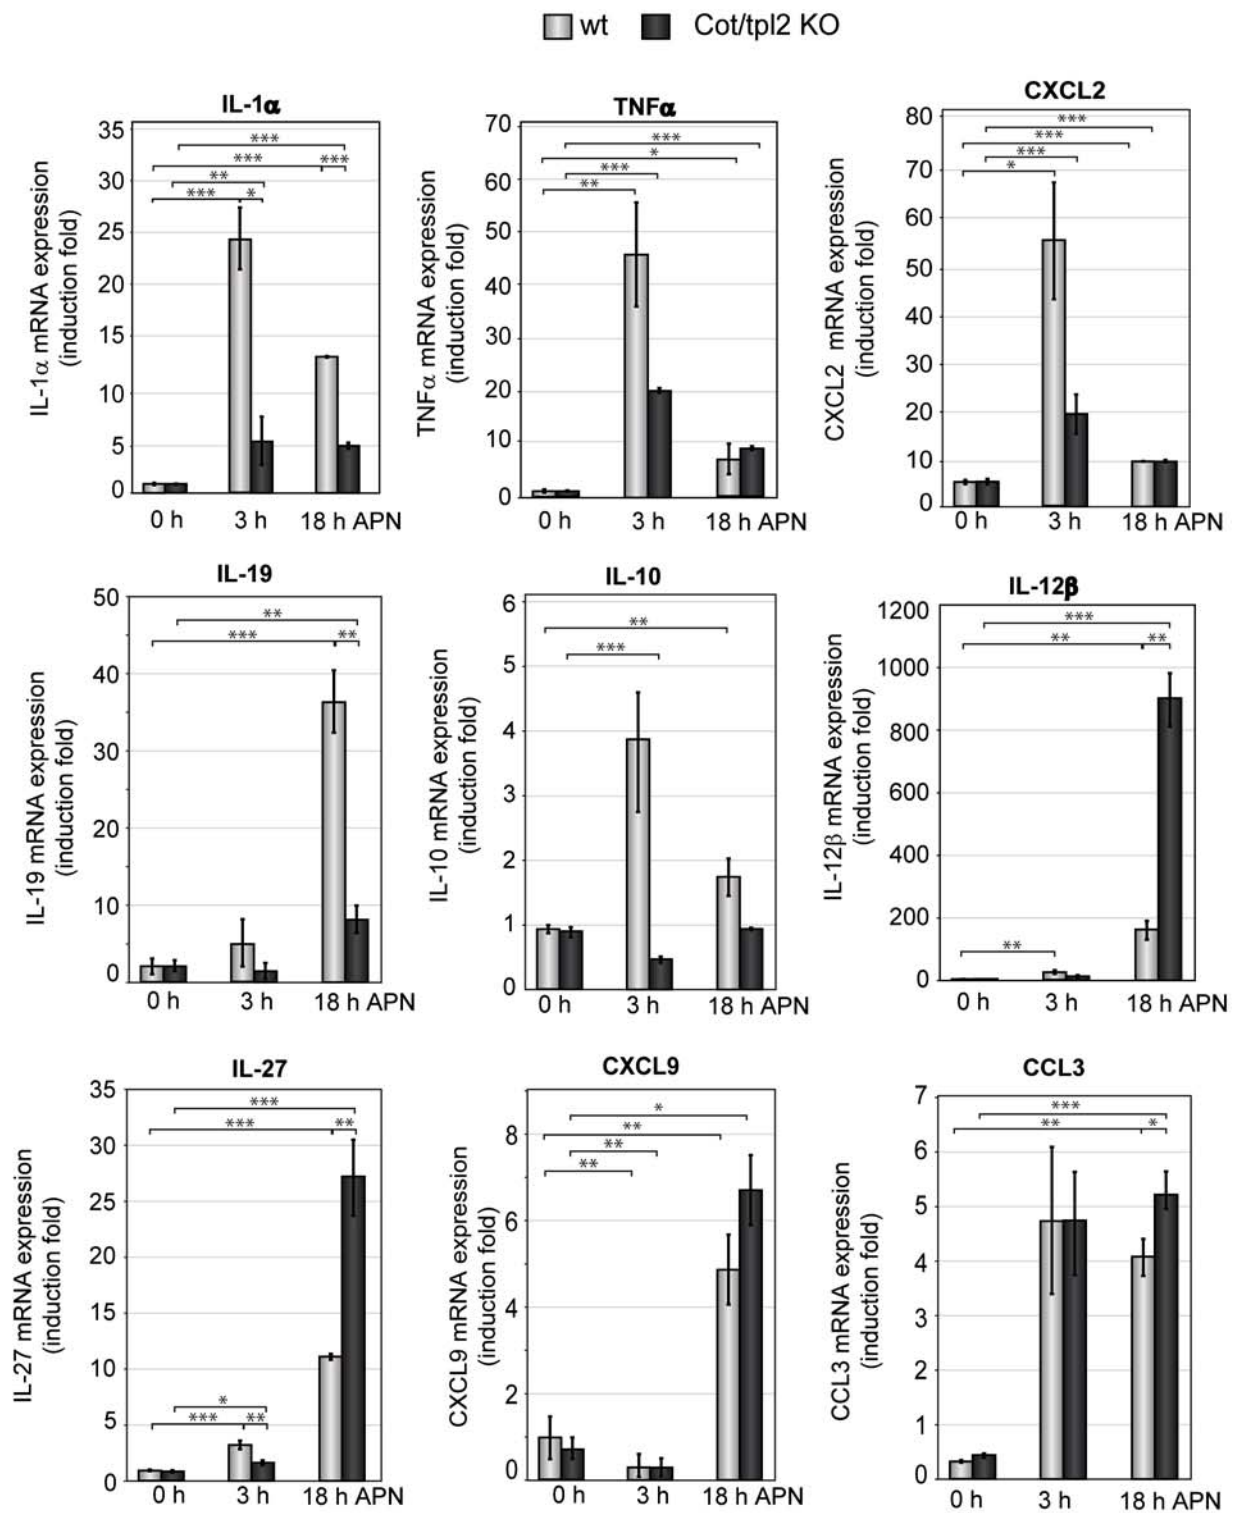 wt Cot/tpl2 KO
IL-1α
IL-1α mRNA expression
(induction fold)
35
30
25
20
15
10
5
0
***
***
***
**
***
*
0 h 3 h 18 h APN
TNFα
TNFα mRNA expression
(induction fold)
70
60
50
40
30
20
10
0
***
*
***
**
0 h 3 h 18 h APN
CXCL2
CXCL2 mRNA expression
(induction fold)
80
70
60
50
40
30
20
10
0
***
***
***
*
0 h 3 h 18 h APN
IL-19
IL-19 mRNA expression
(induction fold)
50
40
30
20
10
0
**
***
**
0 h 3 h 18 h APN
IL-10
IL-10 mRNA expression
(induction fold)
6
5
4
3
2
1
0
**
***
0 h 3 h 18 h APN
IL-12β
IL-12β mRNA expression
(induction fold)
1200
1000
800
600
400
200
0
***
**
**
**
0 h 3 h 18 h APN
IL-27
IL-27 mRNA expression
(induction fold)
35
30
25
20
15
10
5
0
***
***
**
*
***
**
0 h 3 h 18 h APN
CXCL9
CXCL9 mRNA expression
(induction fold)
8
6
4
2
0
*
**
**
**
0 h 3 h 18 h APN
CCL3
CCL3 mRNA expression
(induction fold)
7
6
5
4
3
2
1
0
***
**
*
0 h 3 h 18 h APN